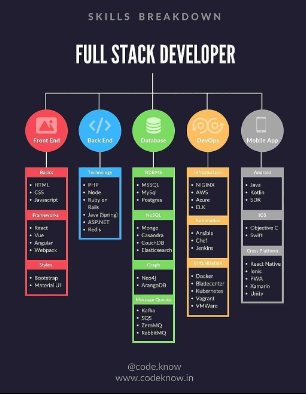 SKILLS BREAKDOWN
FULL STACK DEVELOPER
Front End
Basics
HTML
CSS
Javascript
Frameworks
React
Vue
Angular
Webpack
Styles
Bootstrap
Material UI
Back End
Technology
PHP
Node
Ruby on
Rails
Java (Spring)
ASP.NET
Redis
Database
RDBMS
MSSQL
MySql
Postgres
NoSQL
Mongo
Cassandra
CouchDB
Elasticsearch
Graph
Neo4J
ArangoDB
Message Queues
Kafka
SQS
ZeroMQ
RabbitMQ
DevOps
NIGINX
AWS
Azure
ELK
Automation
Ansible
Chef
Jenkins
Virtualization
Docker
Bladecenter
Kubernetes
Vagrant
VMWare
Mobile App
Android
Java
Kotlin
SDK
IOS
Objective C
Swift
Cross Platform
React Native
Ionic
PWA
Xamarin
Unity
@code.know
www.codeknow.in